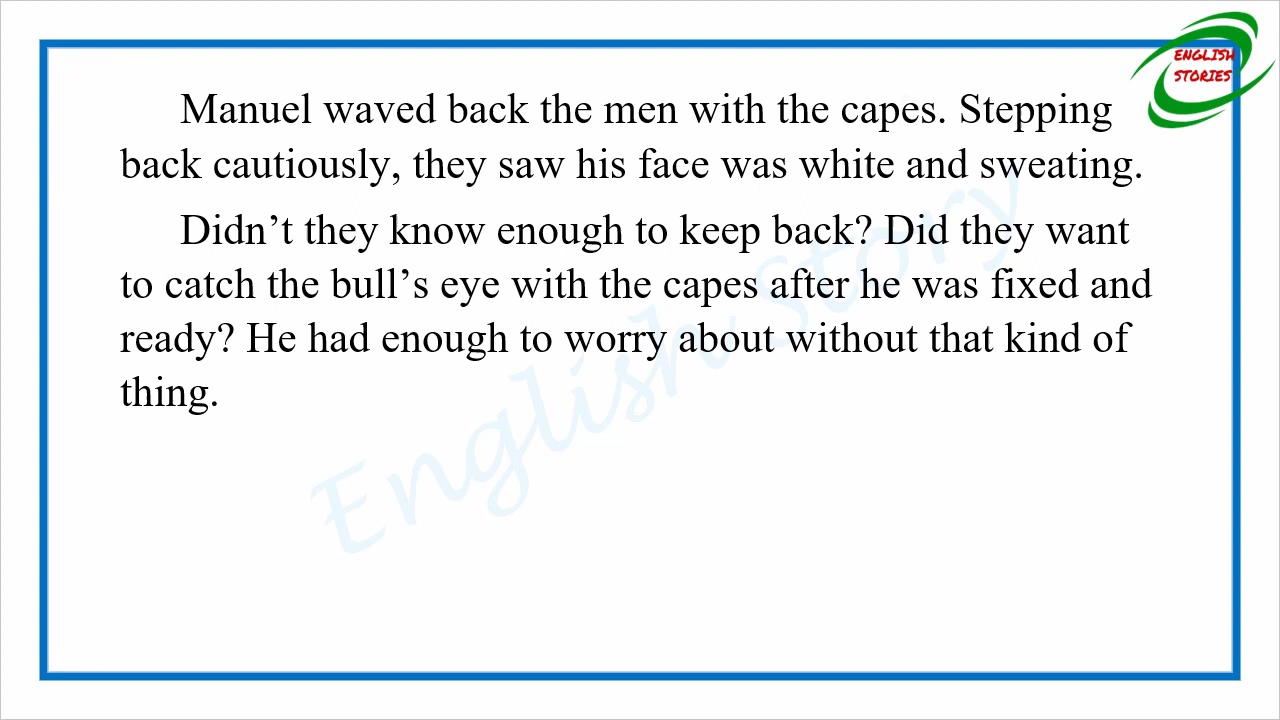 ENGLISH
STORIES
Manuel waved back the men with the capes. Stepping
back cautiously, they saw his face was white and sweating.
Didn’t they know enough to keep back? Did they want
to catch the bull’s eye with the capes after he was fixed and
ready? He had enough to worry about without that kind of
thing.
English Story